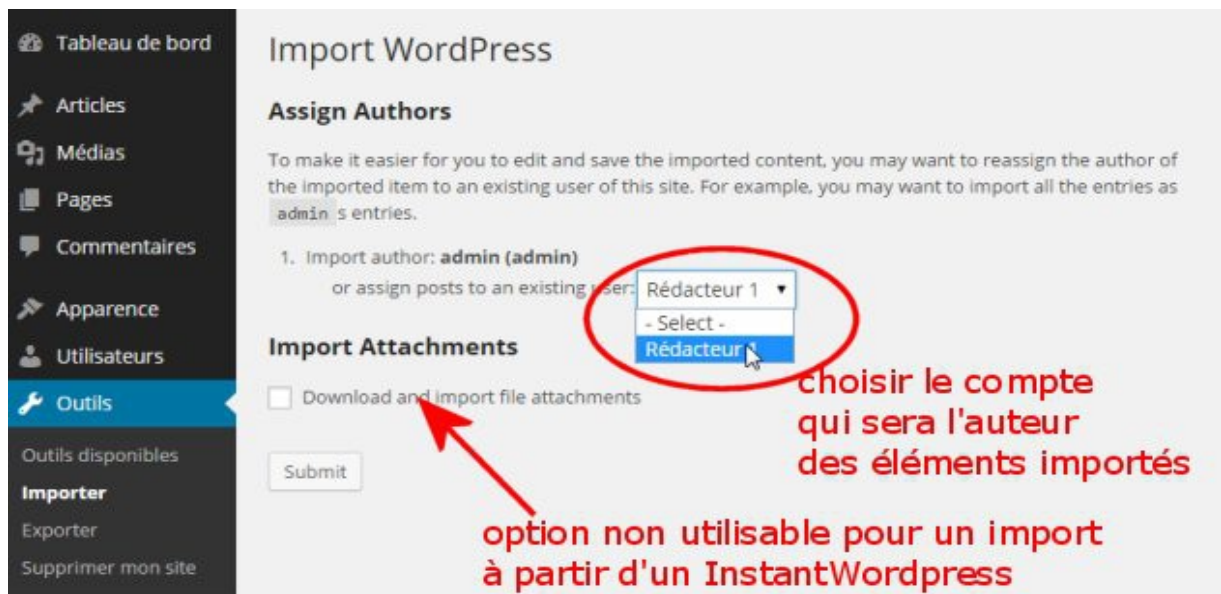 Tableau de bord
Articles
Médias
Pages
Commentaires
Apparence
Utilisateurs
Outils
Outils disponibles
Importer
Exporter
Supprimer mon site
Import WordPress
Assign Authors
To make it easier for you to edit and save the imported content, you may want to reassign the author of
the imported item to an existing user of this site. For example, you may want to import all the entries as
admin s entries.
1. Import author: admin (admin)
or assign posts to an existing user: Rédacteur 1
- Select -
Rédacteur 1
Import Attachments
Download and import file attachments
Submit
choisir le compte
qui sera l'auteur
des éléments importés
option non utilisable pour un import
à partir d'un InstantWordpress